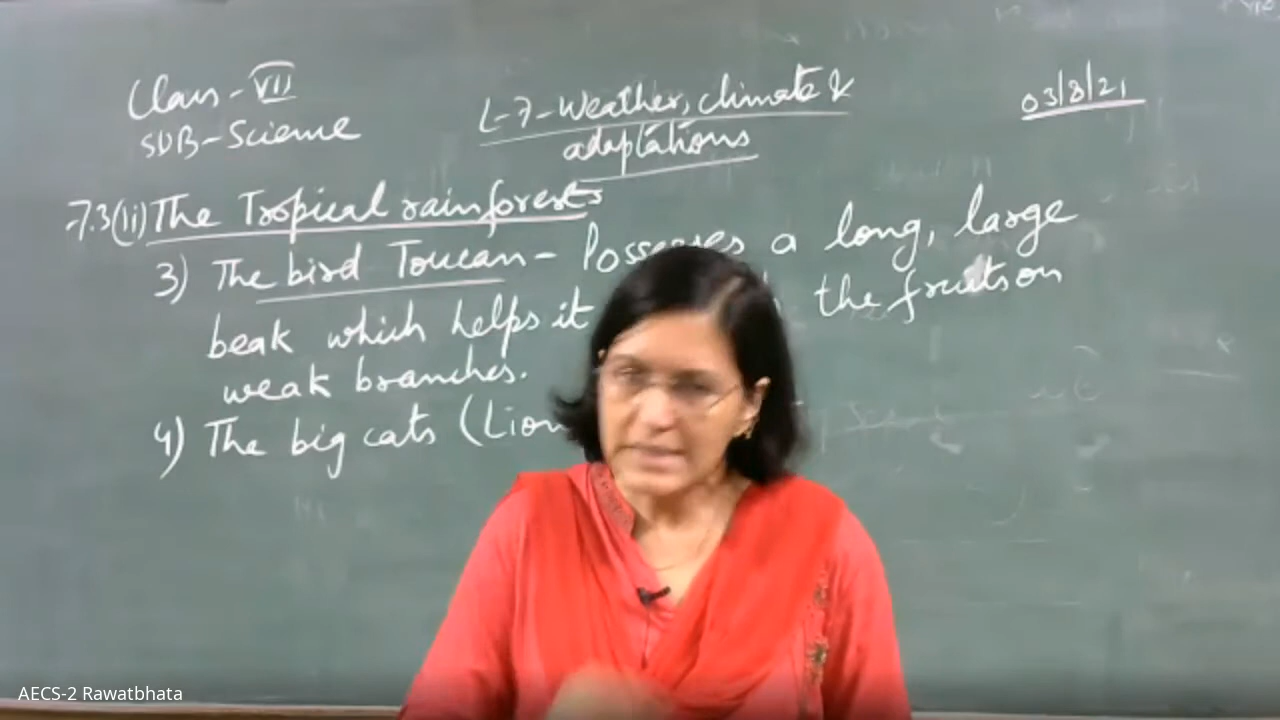 Class - VII
SUB - Science
L-7 - Weather, climate &
adaptations
03/8/21
7.3(ii) The Tropical rainforests
3) The bird Toucan - Possesses a long, large
beak which helps it the fruits on
weak branches.
4) The big cats (Lion
AECS-2 Rawatbhata